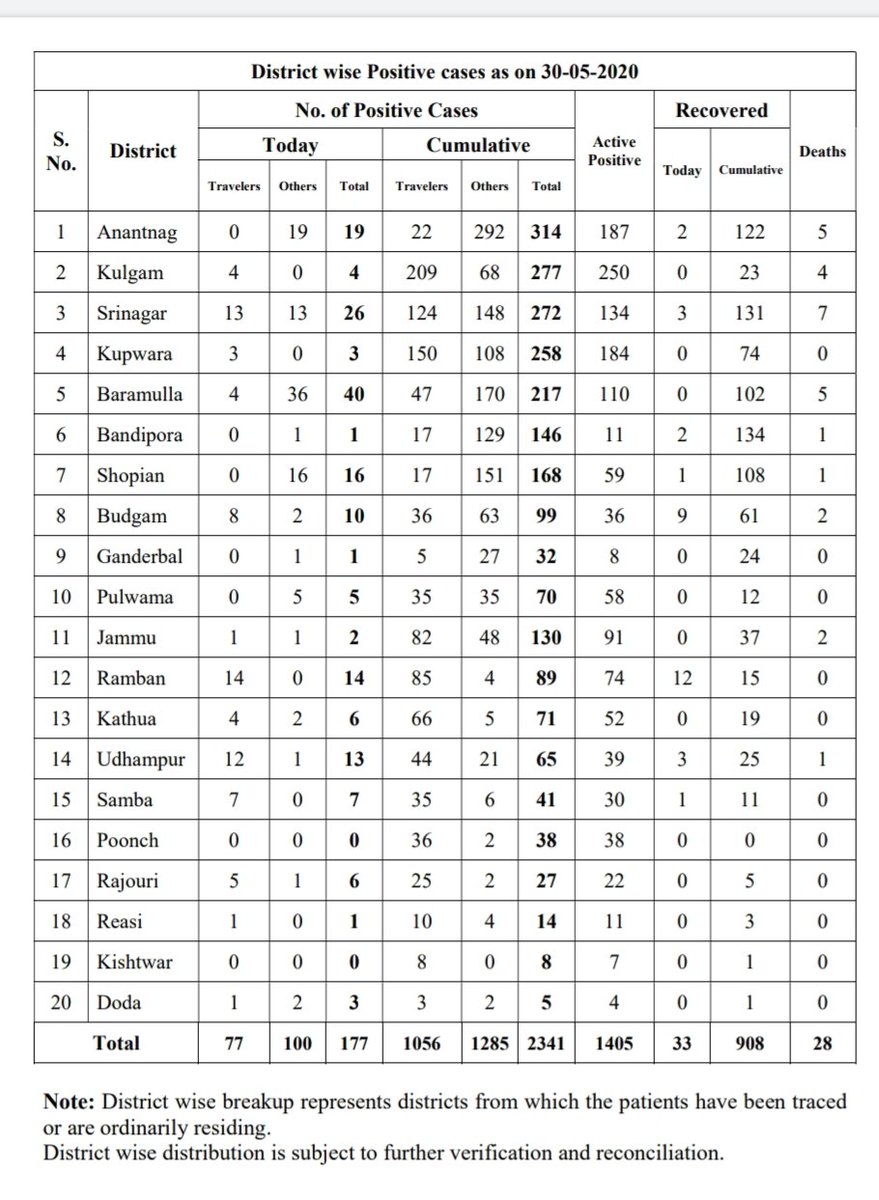 District wise Positive cases as on 30-05-2020
S. No. District No. of Positive Cases Active Positive Recovered Deaths
Today Cumulative Today Cumulative
Travelers Others Total Travelers Others Total
1 Anantnag 0 19 19 22 292 314 187 2 122 5
2 Kulgam 4 0 4 209 68 277 250 0 23 4
3 Srinagar 13 13 26 124 148 272 134 3 131 7
4 Kupwara 3 0 3 150 108 258 184 0 74 0
5 Baramulla 4 36 40 47 170 217 110 0 102 5
6 Bandipora 0 1 1 17 129 146 11 2 134 1
7 Shopian 0 16 16 17 151 168 59 1 108 1
8 Budgam 8 2 10 36 63 99 36 9 61 2
9 Ganderbal 0 1 1 5 27 32 8 0 24 0
10 Pulwama 0 5 5 35 35 70 58 0 12 0
11 Jammu 1 1 2 82 48 130 91 0 37 2
12 Ramban 14 0 14 85 4 89 74 12 15 0
13 Kathua 4 2 6 66 5 71 52 0 19 0
14 Udhampur 12 1 13 44 21 65 39 3 25 1
15 Samba 7 0 7 35 6 41 30 1 11 0
16 Poonch 0 0 0 36 2 38 38 0 0 0
17 Rajouri 5 1 6 25 2 27 22 0 5 0
18 Reasi 1 0 1 10 4 14 11 0 3 0
19 Kishtwar 0 0 0 8 0 8 7 0 1 0
20 Doda 1 2 3 3 2 5 4 0 1 0
Total 77 100 177 1056 1285 2341 1405 33 908 28
Note: District wise breakup represents districts from which the patients have been traced
or are ordinarily residing.
District wise distribution is subject to further verification and reconciliation.